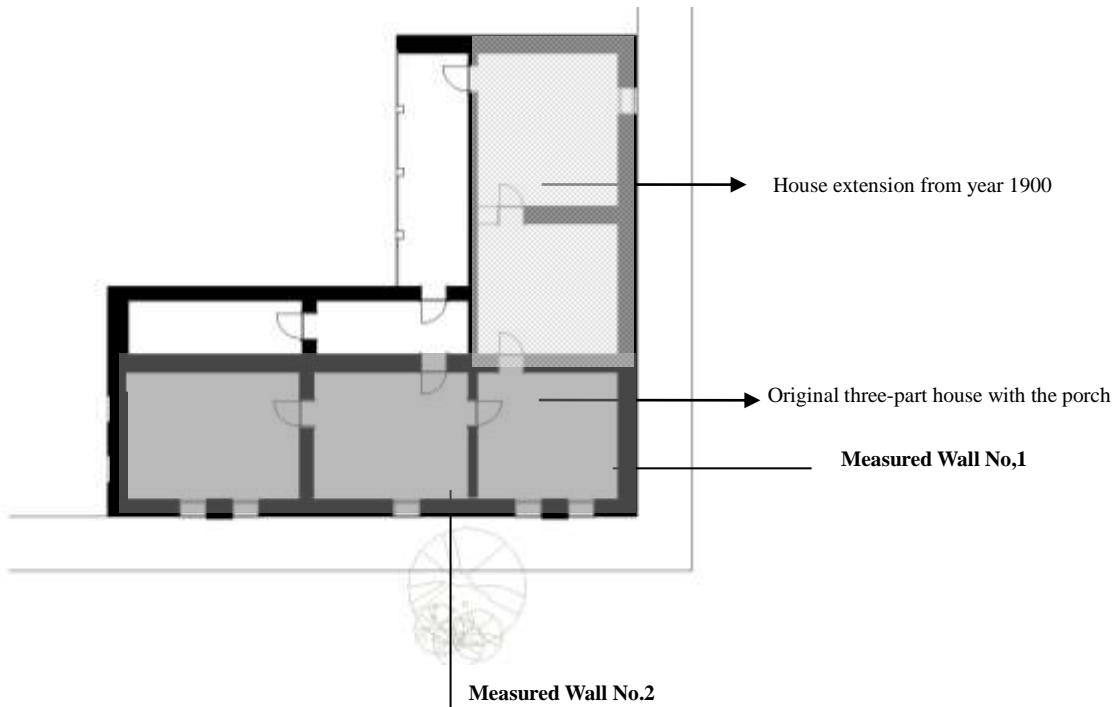 House extension from year 1900
Original three-part house with the porch
Measured Wall No,1
Measured Wall No.2